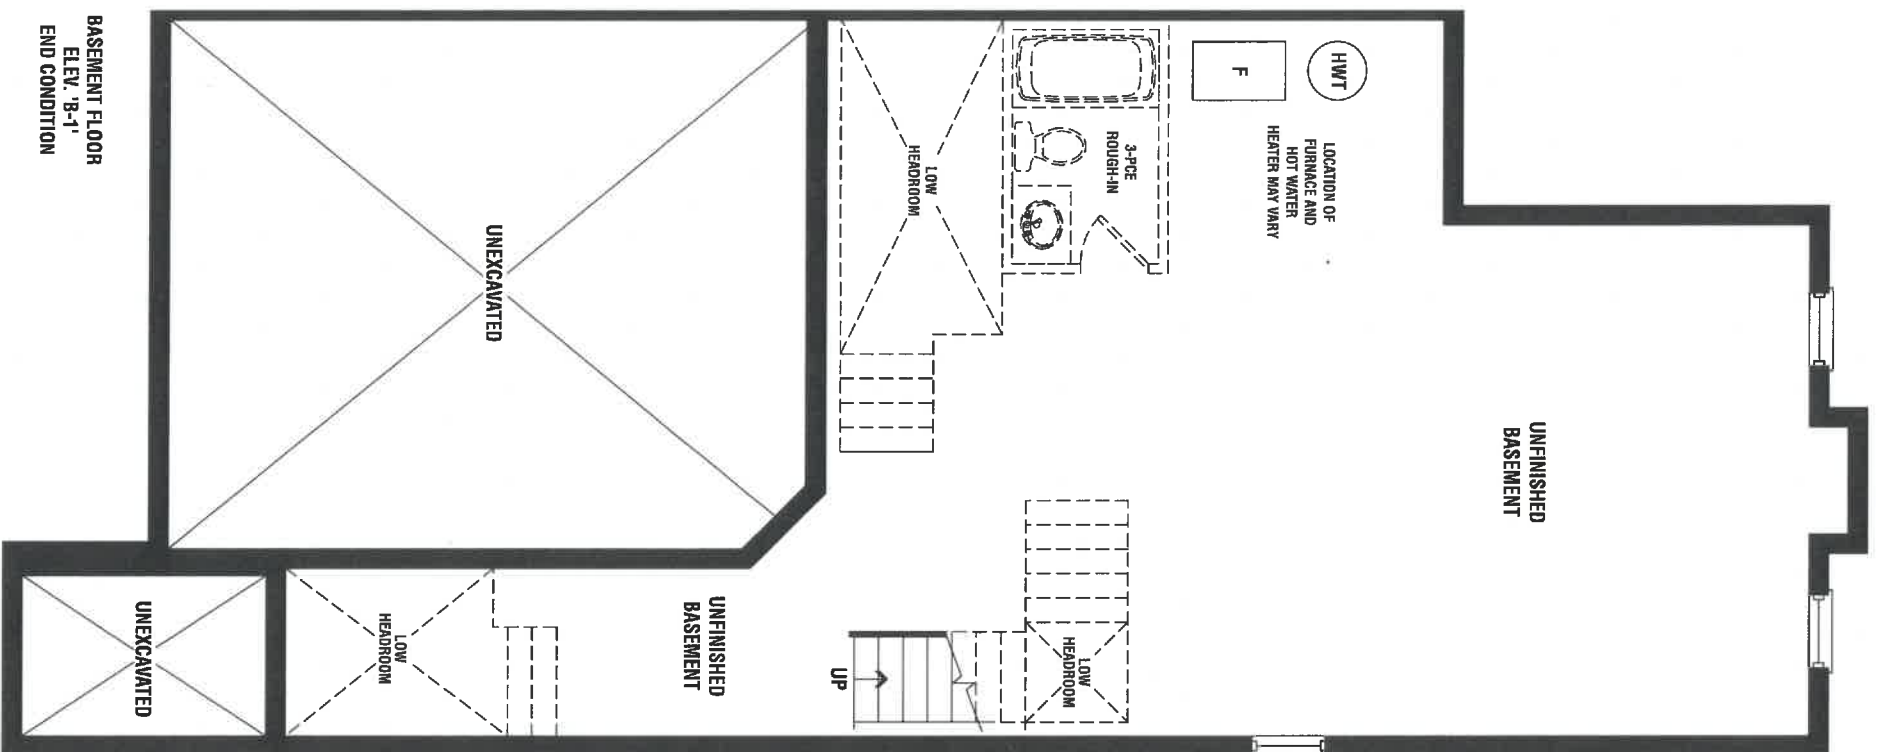 BASEMENT FLOOR
ELEV. 'B-1'
END CONDITION
UNEXCAVATED
LOW
HEADROOM
3-PCE
ROUGH-IN
F
HWT
LOCATION OF
FURNACE AND
HOT WATER
HEATER MAY VARY
UNFINISHED
BASEMENT
UNEXCAVATED
LOW
HEADROOM
UNFINISHED
BASEMENT
UP
LOW
HEADROOM